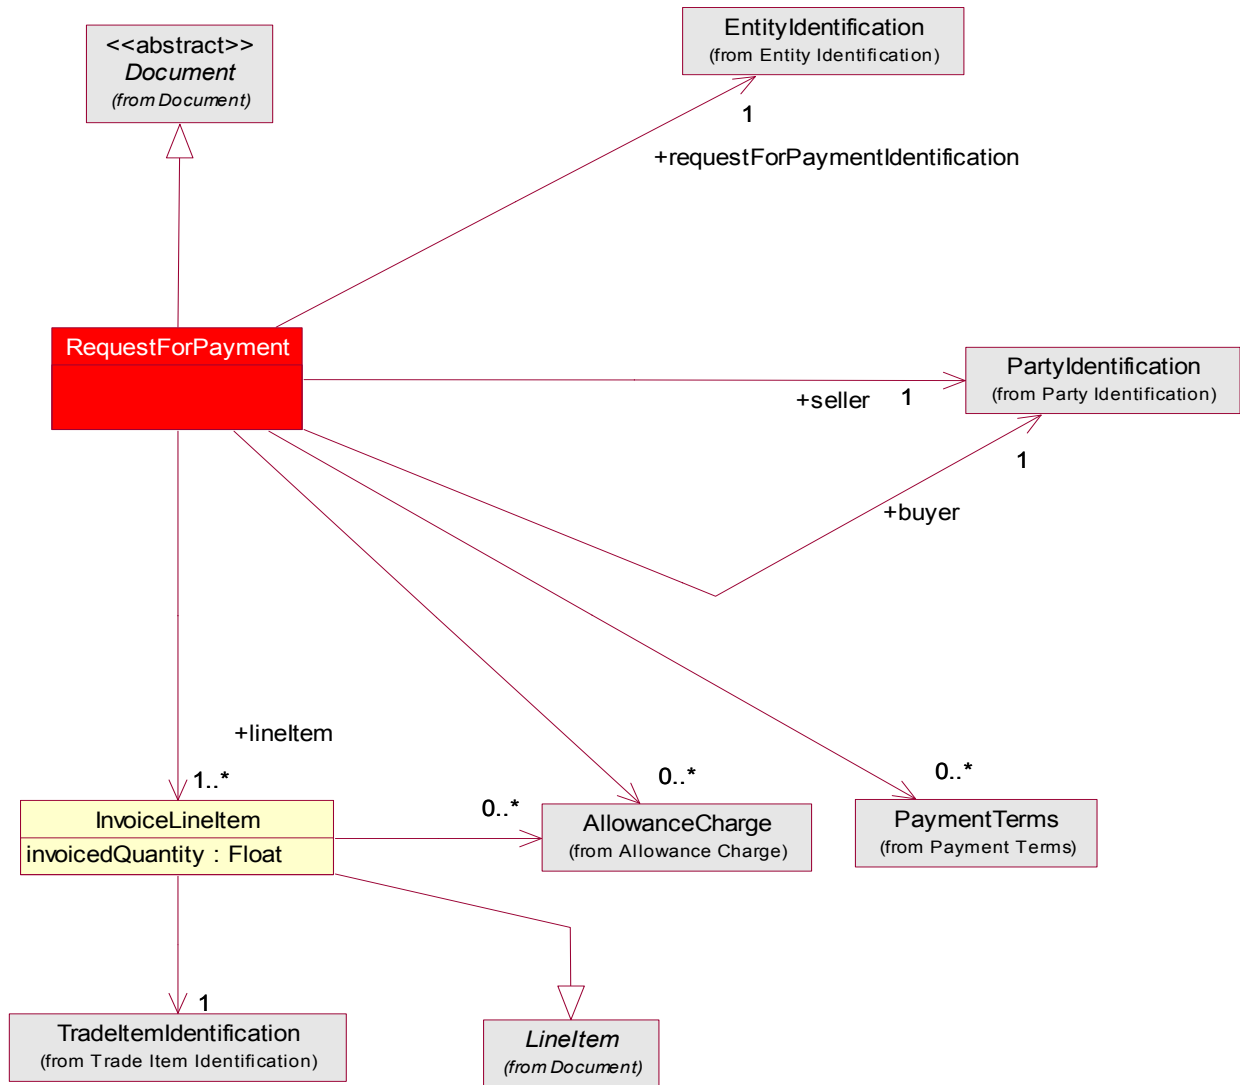 <<abstract>>
Document
(from Document)
EntityIdentification
(from Entity Identification)
1
+requestForPaymentIdentification
RequestForPayment
PartyIdentification
(from Party Identification)
+seller
1
1
+buyer
+lineItem
1..*
0..*
0..*
0..*
InvoiceLineItem
invoicedQuantity : Float
AllowanceCharge
(from Allowance Charge)
PaymentTerms
(from Payment Terms)
1
TradeItemIdentification
(from Trade Item Identification)
LineItem
(from Document)